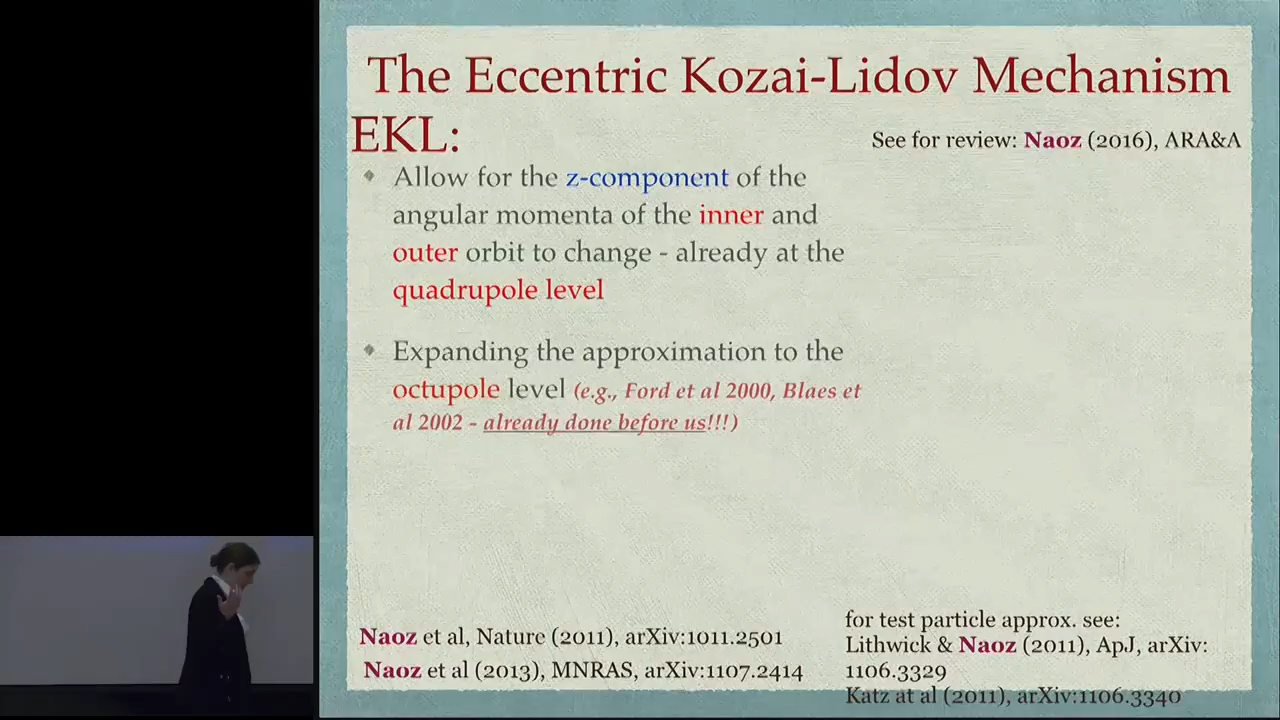 The Eccentric Kozai-Lidov Mechanism
EKL:
See for review: Naoz (2016), ARA&A
Allow for the z-component of the
angular momenta of the inner and
outer orbit to change - already at the
quadrupole level
Expanding the approximation to the
octupole level (e.g., Ford et al 2000, Blaes et
al 2002 - already done before us!!!)
Naoz et al, Nature (2011), arXiv:1011.2501
Naoz et al (2013), MNRAS, arXiv:1107.2414
for test particle approx. see:
Lithwick & Naoz (2011), ApJ, arXiv:
1106.3329
Katz at al (2011), arXiv:1106.3340